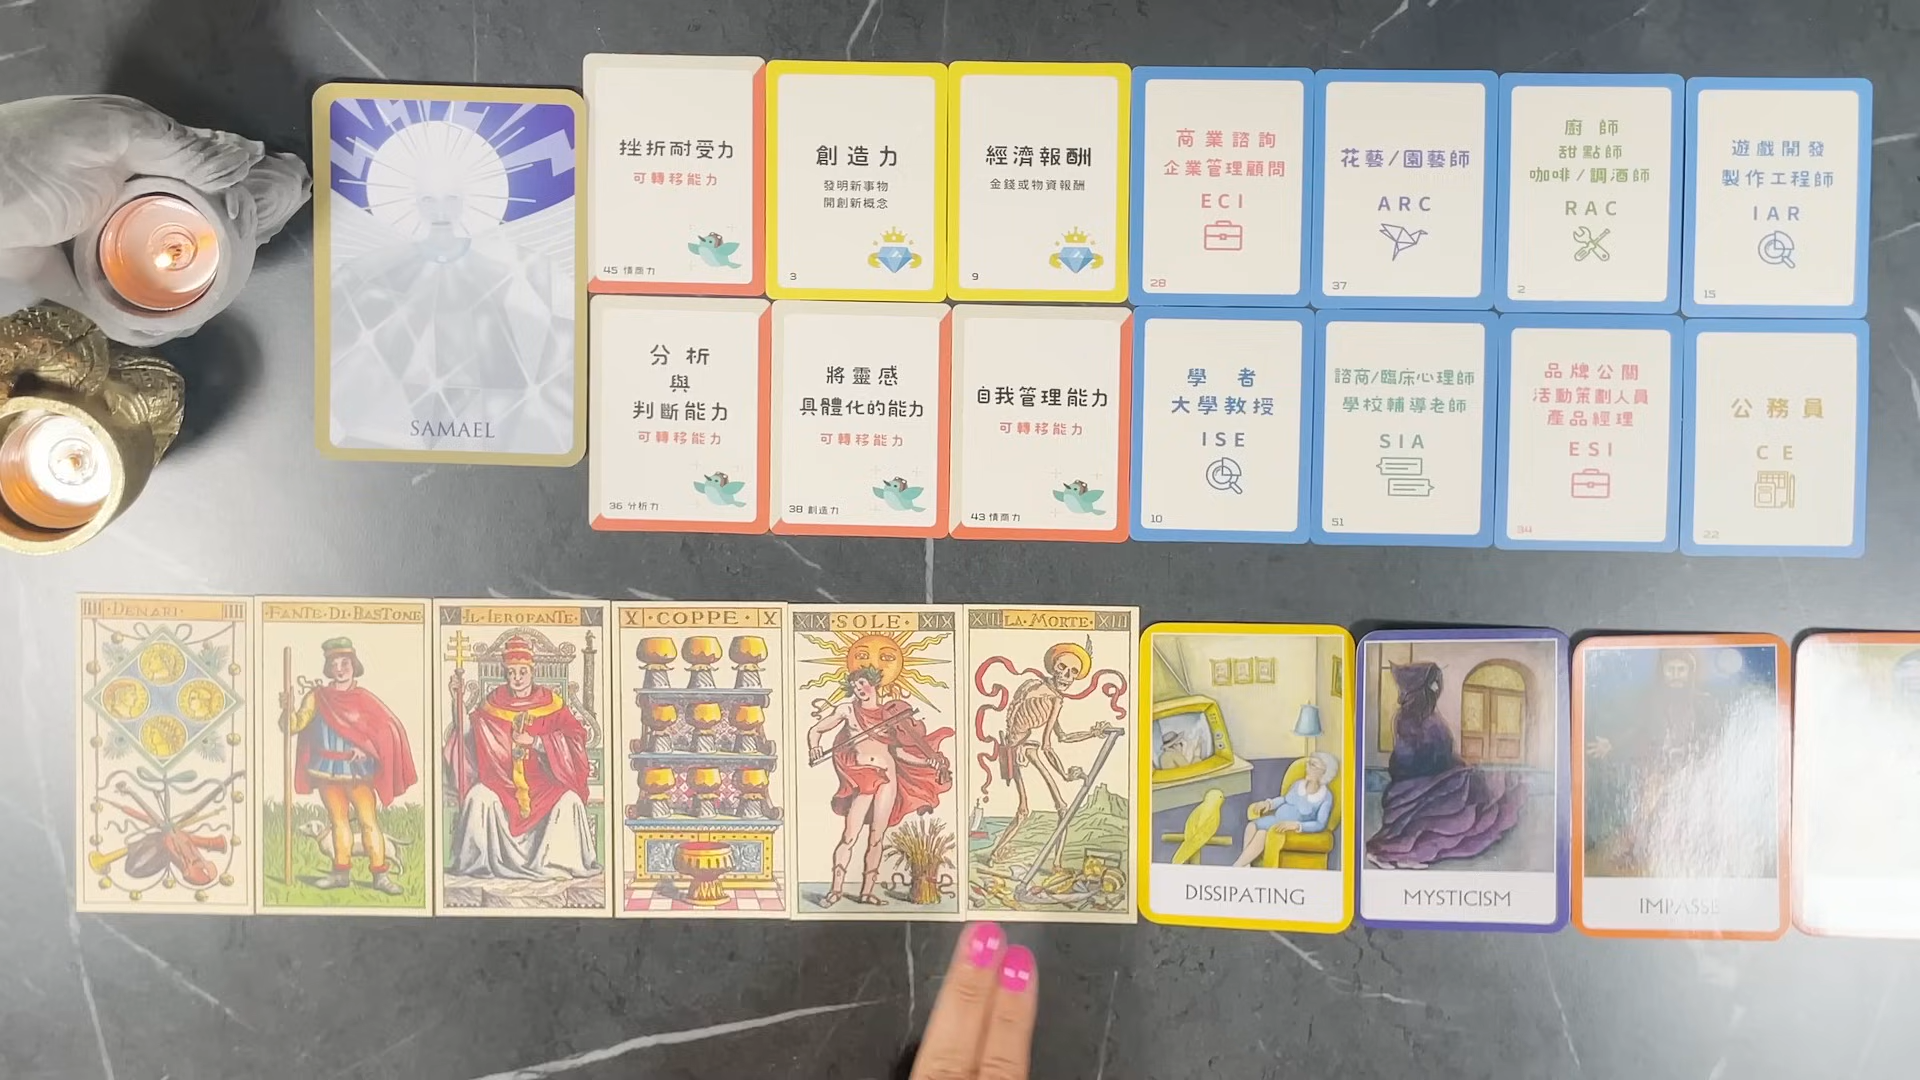 SAMAEL
挫折耐受力
可轉移能力
45 情商力
創造力
發明新事物
開創新概念
3
經濟報酬
金錢或物資報酬
9
商業諮詢
企業管理顧問
ECI
28
花藝/園藝師
ARC
37
廚師
甜點師
咖啡/調酒師
RAC
2
遊戲開發
製作工程師
IAR
15
分析
與
判斷能力
可轉移能力
36 分析力
將靈感
具體化的能力
可轉移能力
38 創造力
自我管理能力
可轉移能力
43 情商力
學者
大學教授
ISE
10
諮商/臨床心理師
學校輔導老師
SIA
51
品牌公關
活動策劃人員
產品經理
ESI
34
公務員
CE
22
IIII ·DENARI· IIII
·FANTE·DI·BASTONE
V ·IL·IEROFANTE· V
X ·COPPE· X
XIX ·SOLE· XIX
XIII ·LA·MORTE· XIII
DISSIPATING
MYSTICISM
IMPASSE